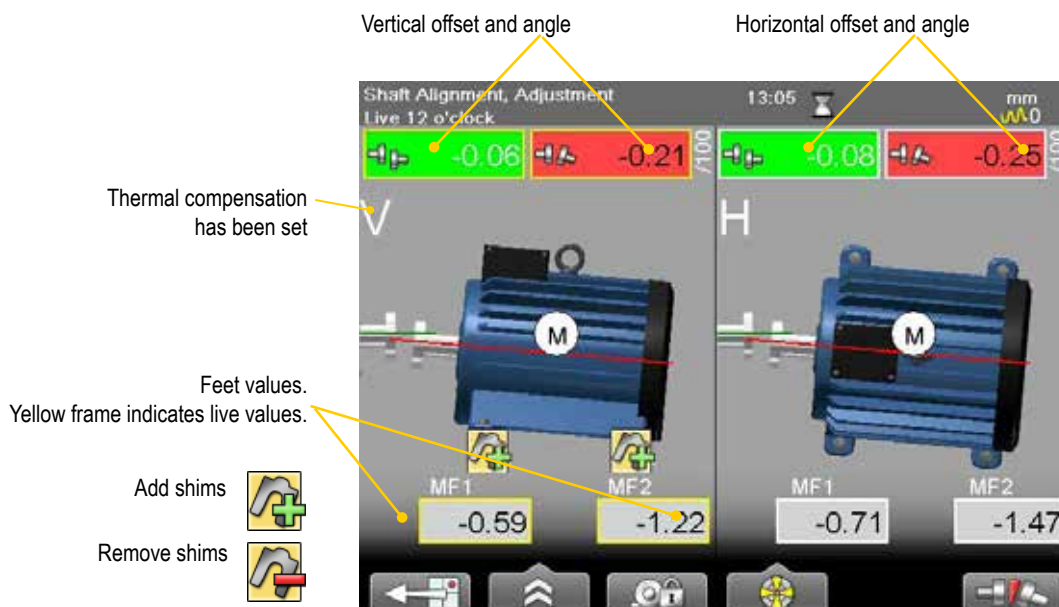 Vertical offset and angle
Horizontal offset and angle
Shaft Alignment, Adjustment
13:05
mm
Live 12 o'clock
0
-0.06
-0.21
/100
-0.08
-0.25
/100
Thermal compensation
has been set
V
H
M
M
Feet values.
Yellow frame indicates live values.
MF1
MF2
MF1
MF2
-0.59
-1.22
-0.71
-1.47
Add shims
Remove shims